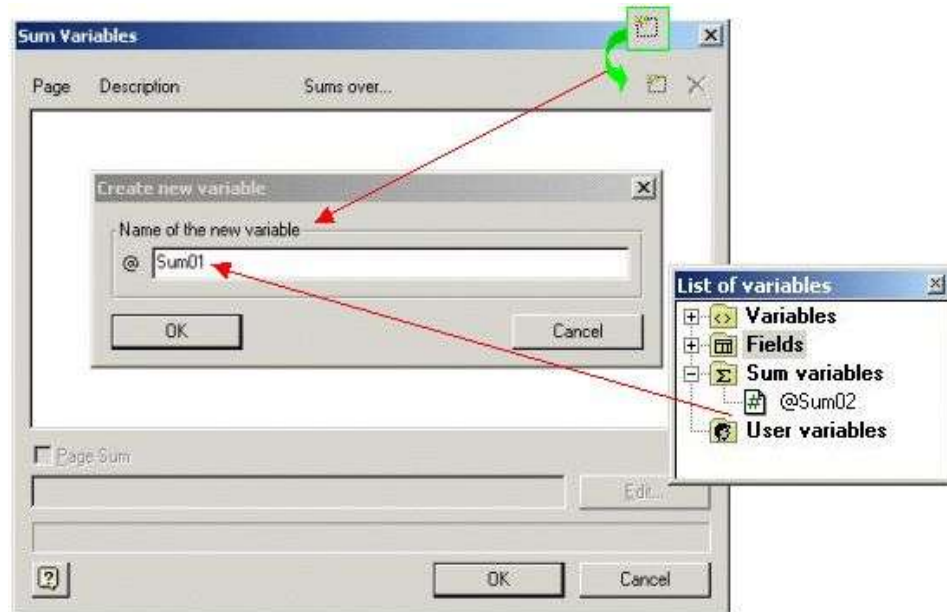 Sum Variables
Page Description Sums over...
Create new variable
Name of the new variable
@ Sum01
OK Cancel
List of variables
Variables
Fields
Sum variables
@Sum02
User variables
Page Sum
Edit...
OK Cancel